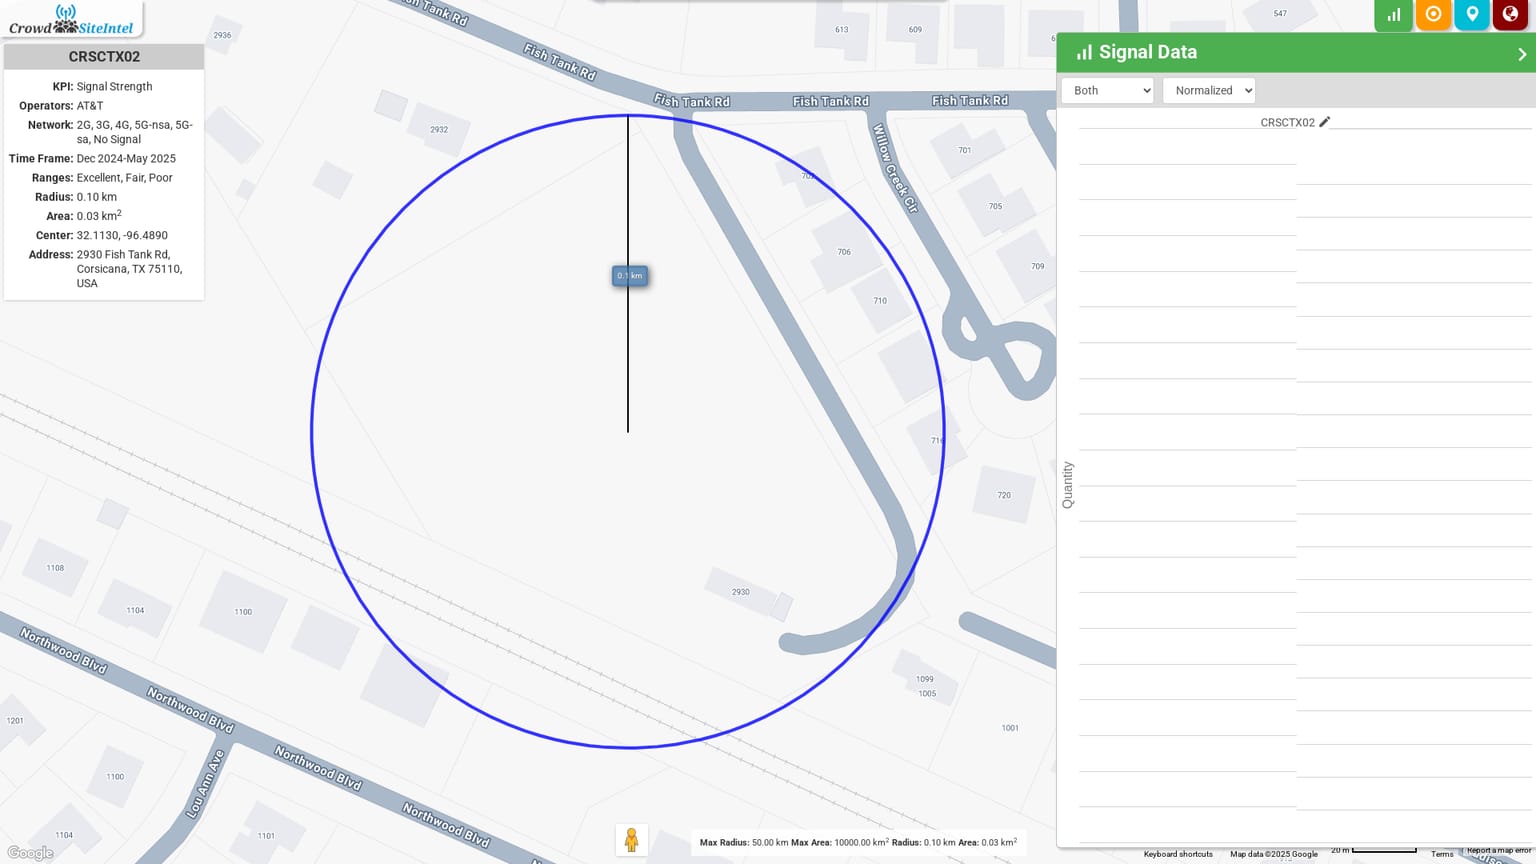 Crowd SiteIntel
CRSCTX02
KPI: Signal Strength
Operators: AT&T
Network: 2G, 3G, 4G, 5G-nsa, 5G-
sa, No Signal
Time Frame: Dec 2024-May 2025
Ranges: Excellent, Fair, Poor
Radius: 0.10 km
Area: 0.03 km²
Center: 32.1130, -96.4890
Address: 2930 Fish Tank Rd,
Corsicana, TX 75110,
USA
2936
Fish Tank Rd
Fish Tank Rd
Fish Tank Rd
Fish Tank Rd
Fish Tank Rd
613
609
547
2932
Willow Creek Cir
701
705
706
709
710
0.1 km
720
2930
1108
1104
1100
1099
1005
1001
Northwood Blvd
Northwood Blvd
Northwood Blvd
Northwood Blvd
Lou Ann Ave
1201
1100
1104
1101
Google
Signal Data
Both
Normalized
CRSCTX02
Quantity
Max Radius: 50.00 km Max Area: 10000.00 km² Radius: 0.10 km Area: 0.03 km²
Keyboard shortcuts
Map data ©2025 Google
20 m
Terms
Report a map error